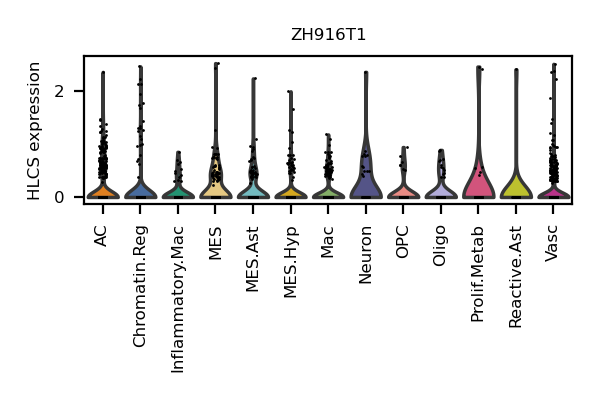 ZH916T1
HLCS expression
2
0
AC
Chromatin.Reg
Inflammatory.Mac
MES
MES.Ast
MES.Hyp
Mac
Neuron
OPC
Oligo
Prolif.Metab
Reactive.Ast
Vasc